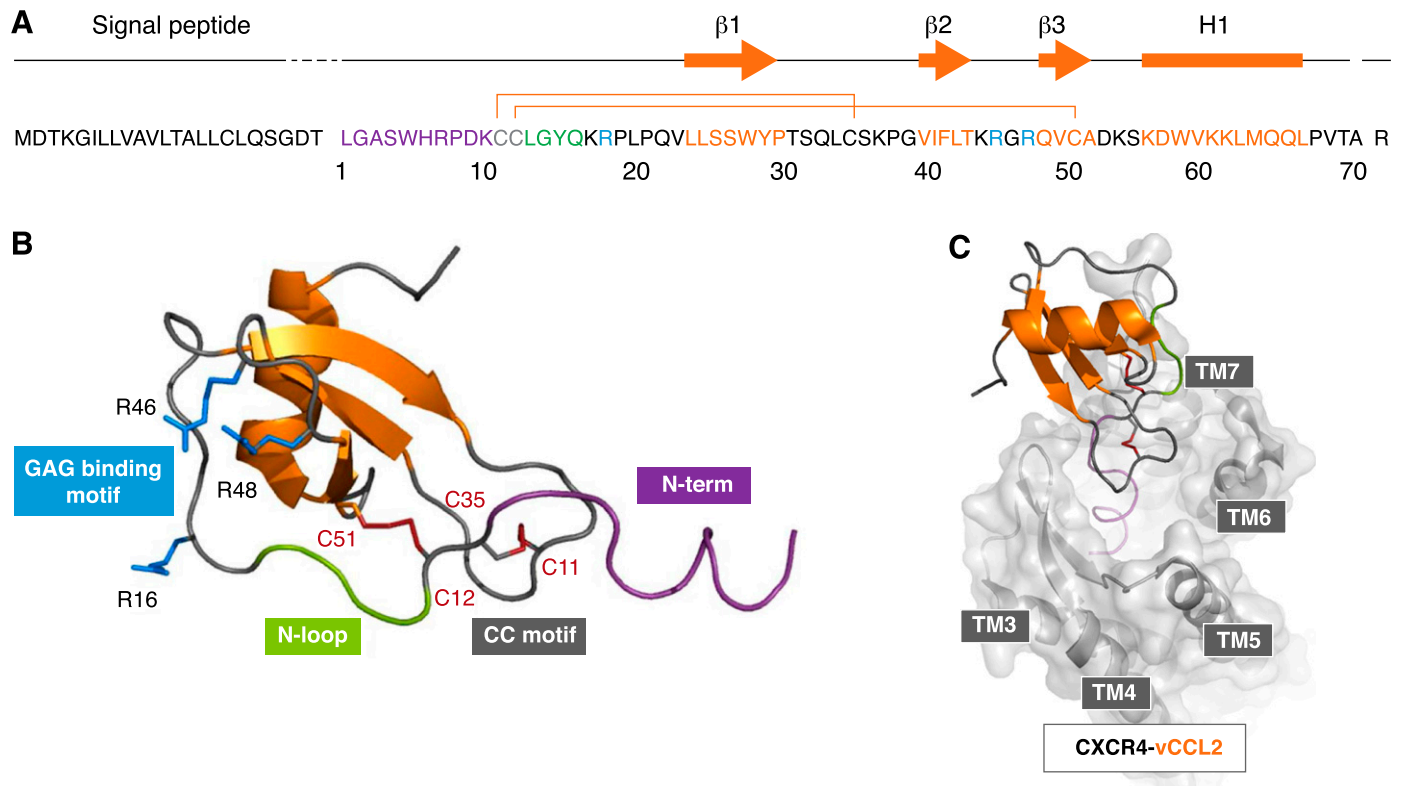 A
Signal peptide
β1
β2
β3
H1
MDTKGILLVAVLTALLCLQSGDT LGASWHRPDKCCLGYQKRPLPQVLLSSWYPTSQLCSKPGVIFLTKRGRQVCADKSKDWVKKLMQQLPVTA R
1 10 20 30 40 50 60 70
B
C
R46
GAG binding
motif
R48
C35
N-term
C51
C11
R16
C12
N-loop
CC motif
TM7
TM6
TM3
TM5
TM4
CXCR4-vCCL2